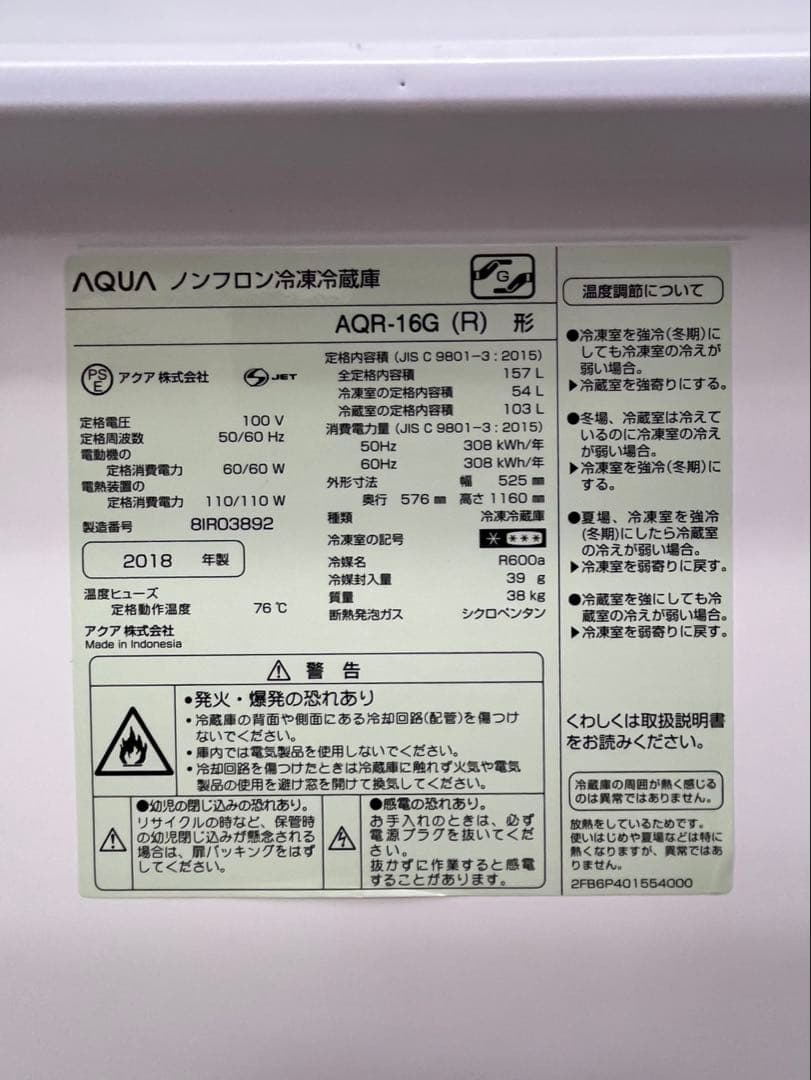 AQUA ノンフロン冷凍冷蔵庫
G
AQR-16G (R) 形
PS
E
アクア 株式会社
JET
定格電圧 100 V
定格周波数 50/60 Hz
電動機の
定格消費電力 60/60 W
電熱装置の
定格消費電力 110/110 W
製造番号 8IR03892
2018 年製
温度ヒューズ
定格動作温度 76 ℃
アクア 株式会社
Made in Indonesia
定格内容積 (JIS C 9801-3 : 2015)
全定格内容積 157 L
冷凍室の定格内容積 54 L
冷蔵室の定格内容積 103 L
消費電力量 (JIS C 9801-3 : 2015)
50Hz 308 kWh/年
60Hz 308 kWh/年
外形寸法 幅 525 ㎜
奥行 576 ㎜ 高さ 1160 ㎜
種類 冷凍冷蔵庫
冷凍室の記号
冷媒名 R600a
冷媒封入量 39 g
質量 38 kg
断熱発泡ガス シクロペンタン
警 告
●発火・爆発の恐れあり
・冷蔵庫の背面や側面にある冷却回路(配管)を傷つけ
ないでください。
・庫内では電気製品を使用しないでください。
・冷却回路を傷つけたときは冷蔵庫に触れず火気や電気
製品の使用を避け窓を開けて換気してください。
●幼児の閉じ込みの恐れあり。
リサイクルの時など、保管時
の幼児閉じ込みが懸念される
場合は、扉パッキングをはず
してください。
●感電の恐れあり。
お手入れのときは、必ず
電源プラグを抜いてくだ
さい。
抜かずに作業すると感電
することがあります。
温度調節について
●冷凍室を強冷(冬期)に
しても冷凍室の冷えが
弱い場合。
▶冷蔵室を強寄りにする。
●冬場、冷蔵室は冷えて
いるのに冷凍室の冷え
が弱い場合。
▶冷凍室を強冷(冬期)に
する。
●夏場、冷凍室を強冷
(冬期)にしたら冷蔵室
の冷えが弱い場合。
▶冷凍室を弱寄りに戻す。
●冷蔵室を強にしても冷
蔵室の冷えが弱い場合。
▶冷凍室を弱寄りに戻す。
くわしくは取扱説明書
をお読みください。
冷蔵庫の周囲が熱く感じる
のは異常ではありません。
放熱をしているためです。
使いはじめや夏場などは特に
熱くなりますが、異常ではあ
りません。
2FB6P401554000